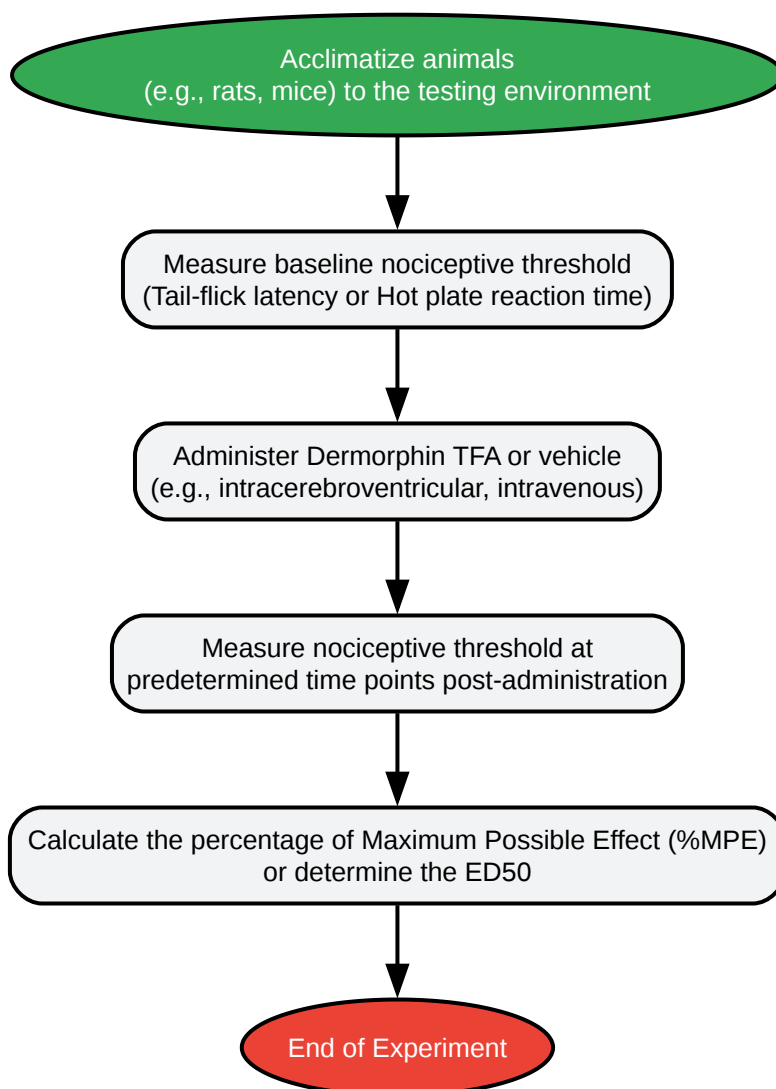 Acclimatize animals
(e.g., rats, mice) to the testing environment
Measure baseline nociceptive threshold
(Tail-flick latency or Hot plate reaction time)
Administer Dermorphin TFA or vehicle
(e.g., intracerebroventricular, intravenous)
Measure nociceptive threshold at
predetermined time points post-administration
Calculate the percentage of Maximum Possible Effect (%MPE)
or determine the ED50
End of Experiment